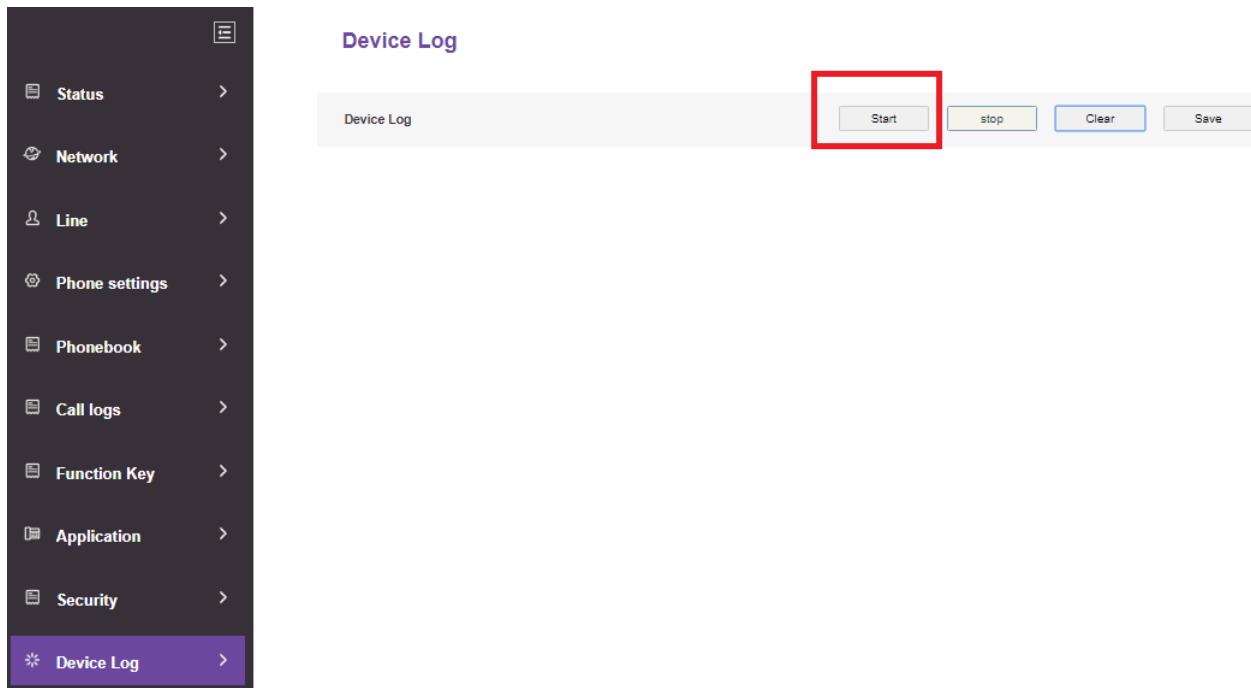 Device Log
Status
Device Log Start stop Clear Save
Network
Line
Phone settings
Phonebook
Call logs
Function Key
Application
Security
Device Log